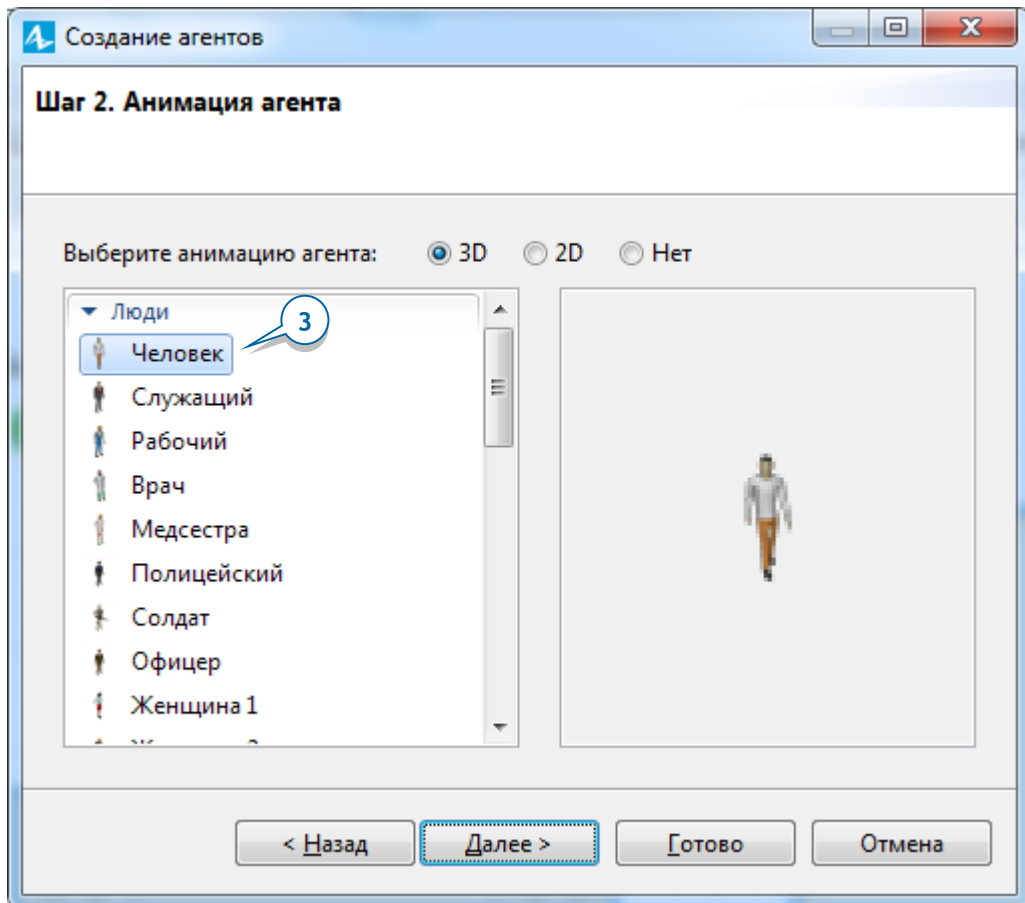 Создание агентов
Шаг 2. Анимация агента
Выберите анимацию агента: 3D 2D Нет
Люди
3
Человек
Служащий
Рабочий
Врач
Медсестра
Полицейский
Солдат
Офицер
Женщина 1
< Назад Далее > Готово Отмена